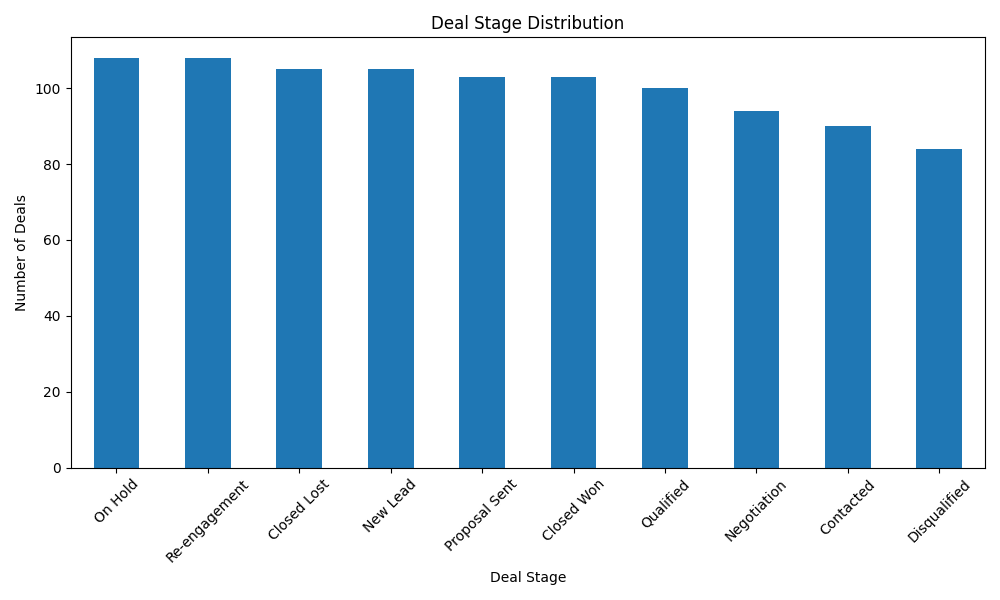 Deal Stage Distribution
Number of Deals
100
80
60
40
20
0
On Hold
Re-engagement
Closed Lost
New Lead
Proposal Sent
Closed Won
Qualified
Negotiation
Contacted
Disqualified
Deal Stage